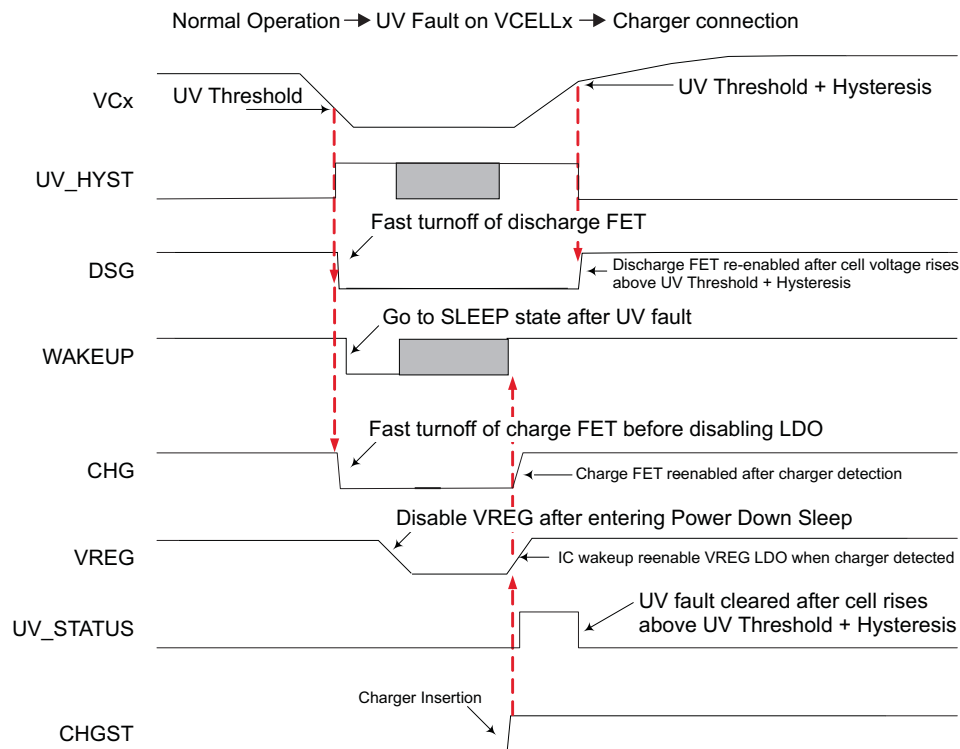 Normal Operation → UV Fault on VCELLx → Charger connection
VCx
UV Threshold
UV Threshold + Hysteresis
UV_HYST
Fast turnoff of discharge FET
DSG
Discharge FET re-enabled after cell voltage rises
above UV Threshold + Hysteresis
Go to SLEEP state after UV fault
WAKEUP
Fast turnoff of charge FET before disabling LDO
CHG
Charge FET reenabled after charger detection
Disable VREG after entering Power Down Sleep
VREG
IC wakeup reenable VREG LDO when charger detected
UV_STATUS
UV fault cleared after cell rises
above UV Threshold + Hysteresis
Charger Insertion
CHGST